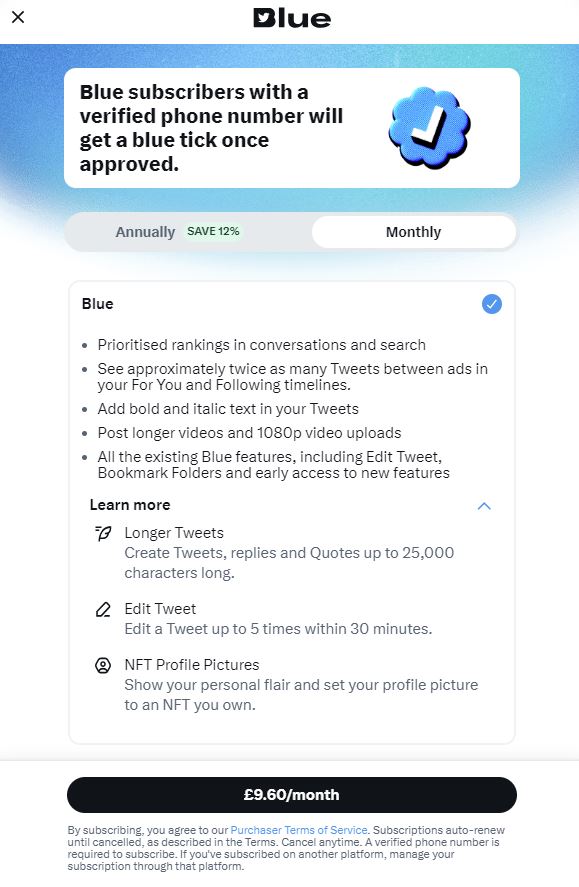 Blue
Blue subscribers with a
verified phone number will
get a blue tick once
approved.
Annually SAVE 12%
Monthly
Blue
• Prioritised rankings in conversations and search
• See approximately twice as many Tweets between ads in
your For You and Following timelines.
• Add bold and italic text in your Tweets
• Post longer videos and 1080p video uploads
• All the existing Blue features, including Edit Tweet,
Bookmark Folders and early access to new features
Learn more
Longer Tweets
Create Tweets, replies and Quotes up to 25,000
characters long.
Edit Tweet
Edit a Tweet up to 5 times within 30 minutes.
NFT Profile Pictures
Show your personal flair and set your profile picture
to an NFT you own.
£9.60/month
By subscribing, you agree to our Purchaser Terms of Service. Subscriptions auto-renew
until cancelled, as described in the Terms. Cancel anytime. A verified phone number is
required to subscribe. If you've subscribed on another platform, manage your
subscription through that platform.